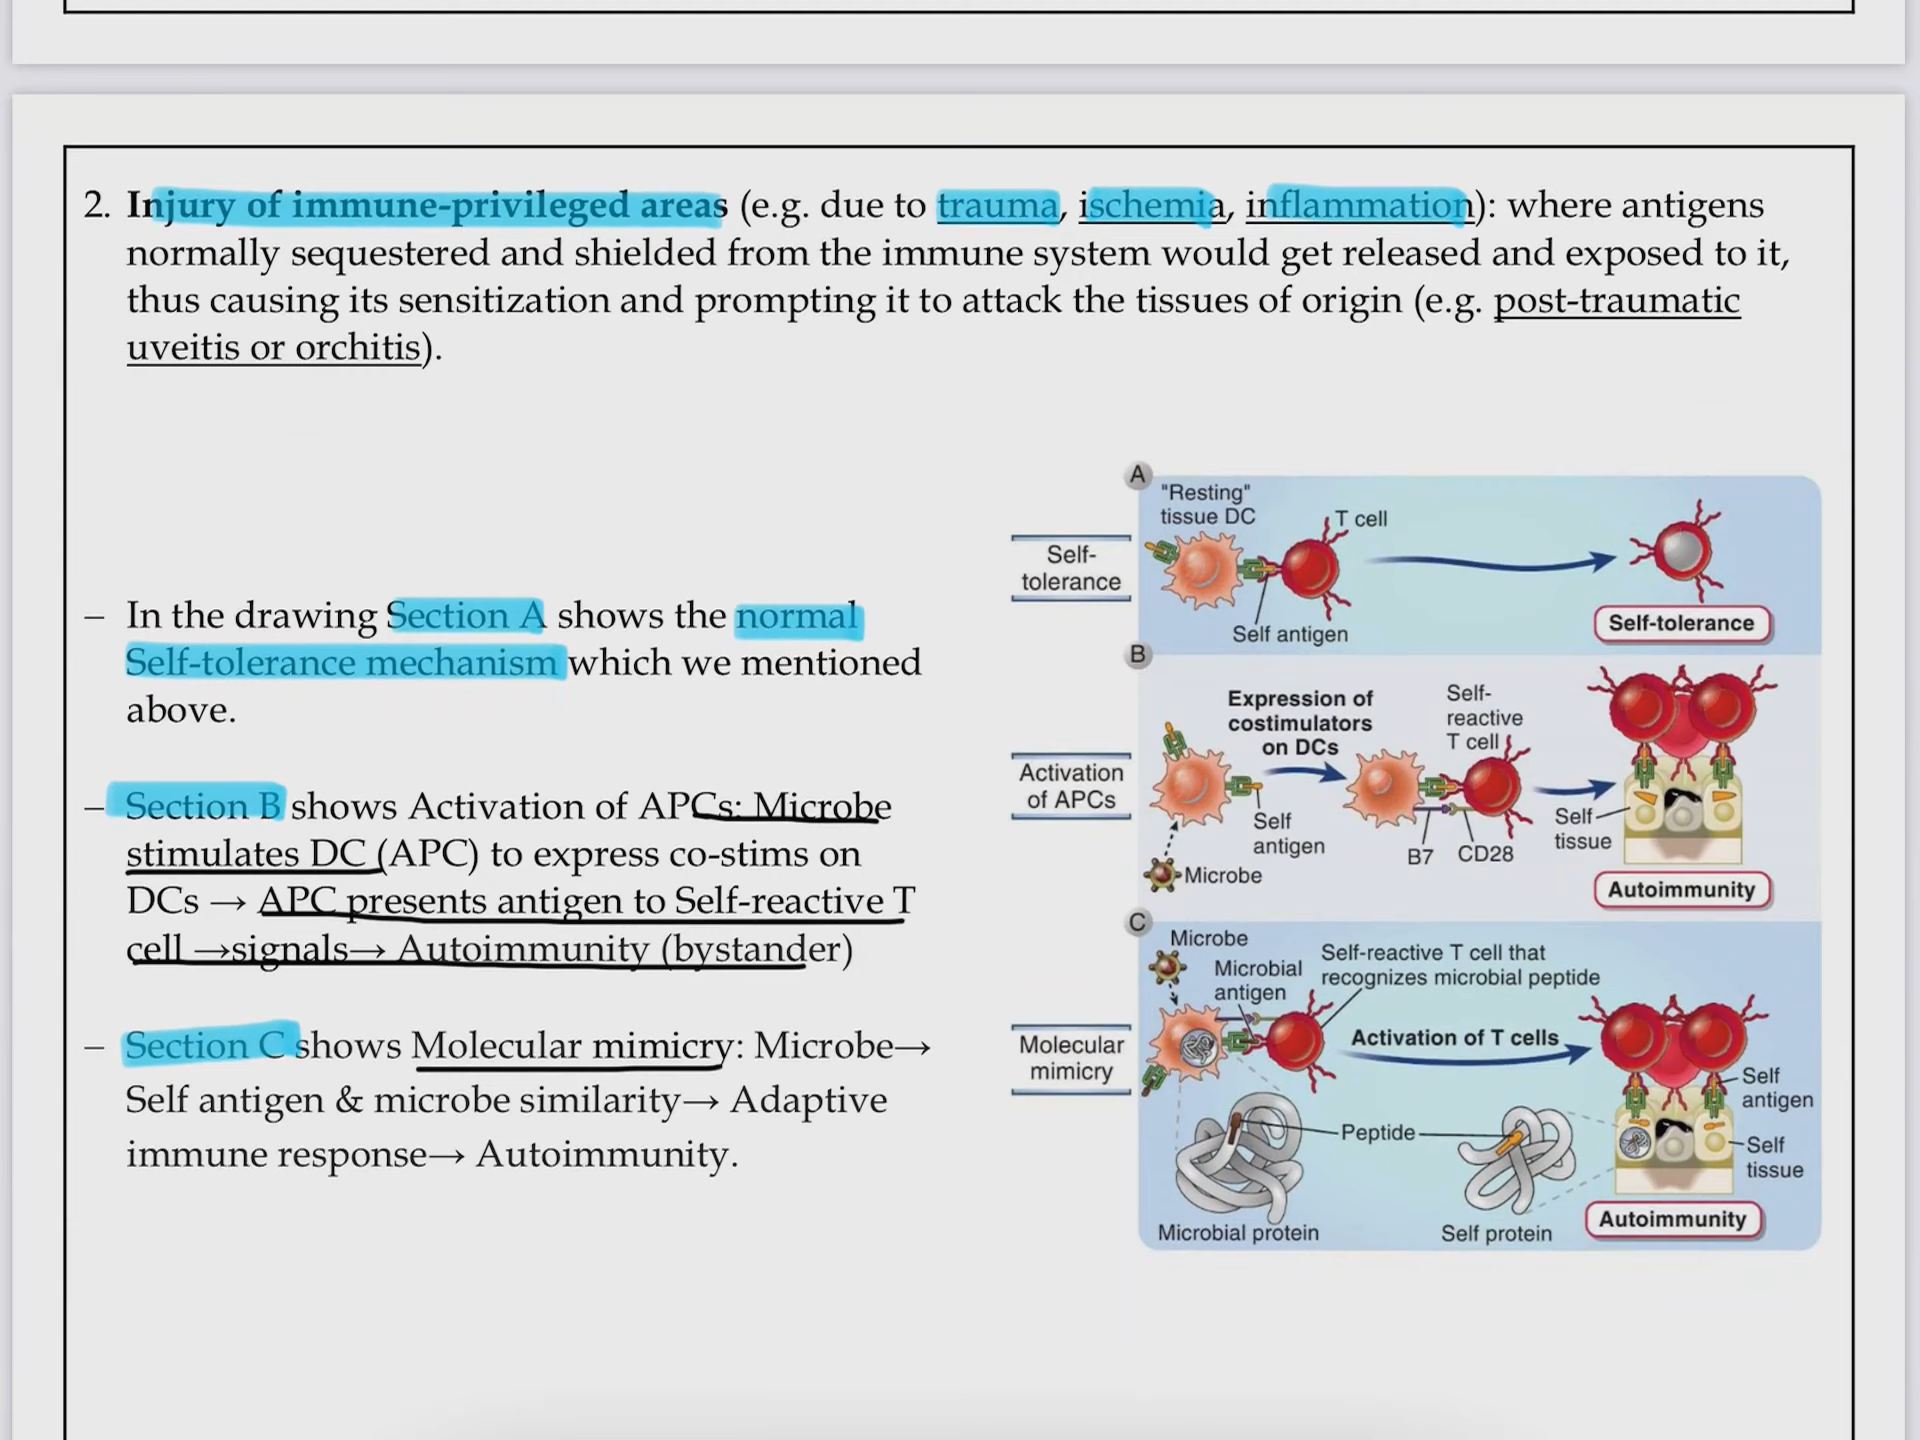 2. Injury of immune-privileged areas (e.g. due to trauma, ischemia, inflammation): where antigens
normally sequestered and shielded from the immune system would get released and exposed to it,
thus causing its sensitization and prompting it to attack the tissues of origin (e.g. post-traumatic
uveitis or orchitis).
– In the drawing Section A shows the normal
Self-tolerance mechanism which we mentioned
above.
– Section B shows Activation of APCs: Microbe
stimulates DC (APC) to express co-stims on
DCs → APC presents antigen to Self-reactive T
cell →signals→ Autoimmunity (bystander)
– Section C shows Molecular mimicry: Microbe→
Self antigen & microbe similarity→ Adaptive
immune response→ Autoimmunity.
A
"Resting"
tissue DC
T cell
Self-
tolerance
Self antigen
Self-tolerance
B
Expression of
costimulators
on DCs
Self-
reactive
T cell
Activation
of APCs
Self
antigen
B7
CD28
Self
tissue
Microbe
Autoimmunity
C
Microbe
Microbial
antigen
Self-reactive T cell that
recognizes microbial peptide
Activation of T cells
Molecular
mimicry
Self
antigen
Peptide
Self
tissue
Microbial protein
Self protein
Autoimmunity